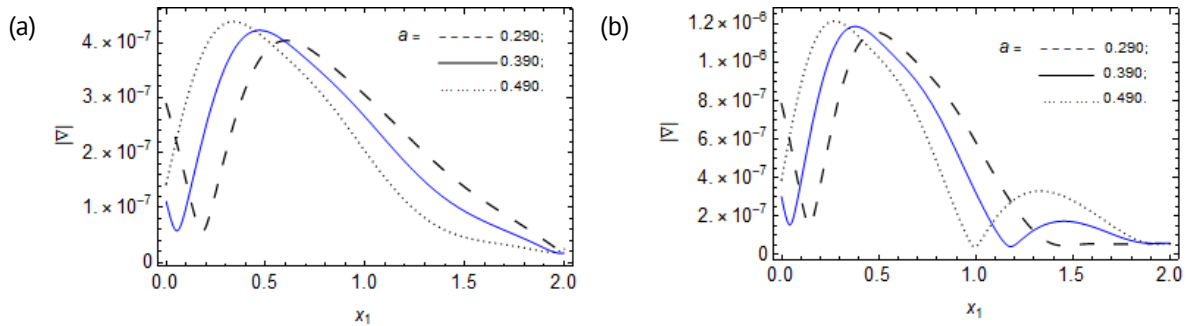 (a)
a = 0.290;
0.390;
0.490.
4. × 10⁻⁷
3. × 10⁻⁷
2. × 10⁻⁷
1. × 10⁻⁷
0
|∇|
0.0 0.5 1.0 1.5 2.0
x₁
(b)
a = 0.290;
0.390;
0.490.
1.2 × 10⁻⁶
1. × 10⁻⁶
8. × 10⁻⁷
6. × 10⁻⁷
4. × 10⁻⁷
2. × 10⁻⁷
0
|∇|
0.0 0.5 1.0 1.5 2.0
x₁